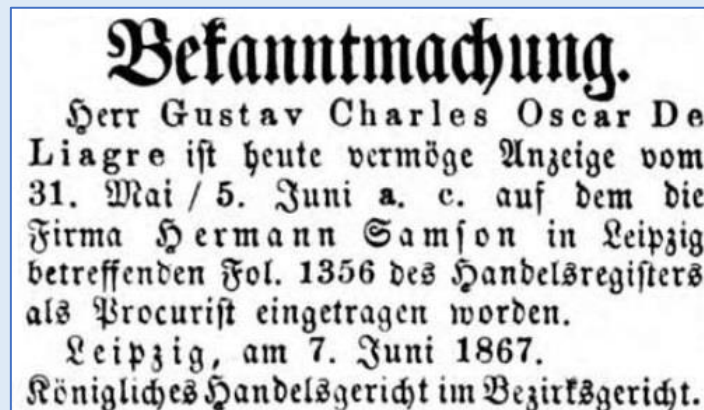 Bekanntmachung.
Herr Gustav Charles Oscar De
Liagre ist heute vermöge Anzeige vom
31. Mai / 5. Juni a. c. auf dem die
Firma Hermann Samson in Leipzig
betreffenden Fol. 1356 des Handelsregisters
als Procurist eingetragen worden.
Leipzig, am 7. Juni 1867.
Königliches Handelsgericht im Bezirksgericht.